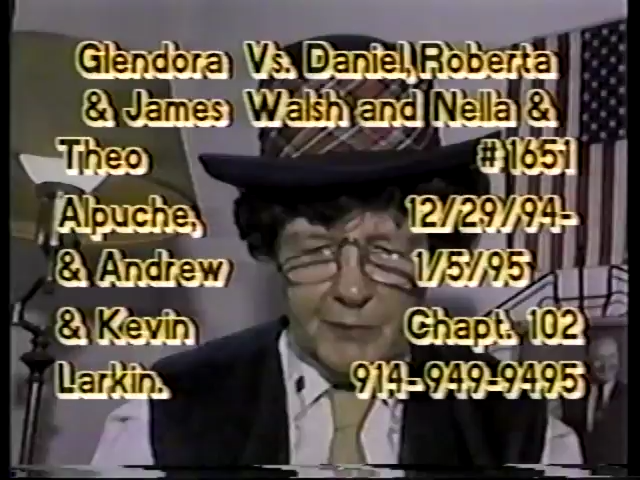 Glendora Vs. Daniel, Roberta
& James Walsh and Nella &
Theo #1651
Alpuche, 12/29/94-
& Andrew 1/5/95
& Kevin Chapt. 102
Larkin. 914-949-9495